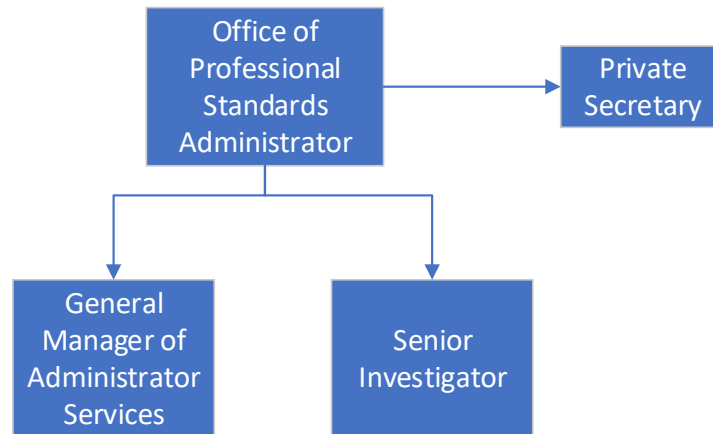 Office of
Professional
Standards
Administrator
Private
Secretary
General
Manager of
Administrator
Services
Senior
Investigator